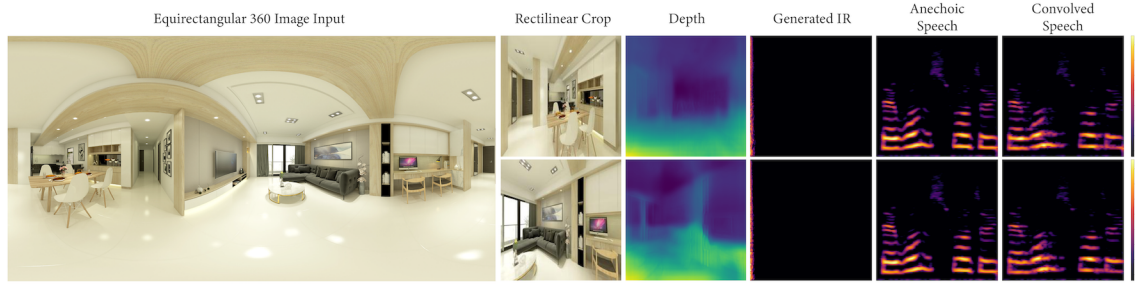 Equirectangular 360 Image Input
Rectilinear Crop
Depth
Generated IR
Anechoic
Speech
Convolved
Speech